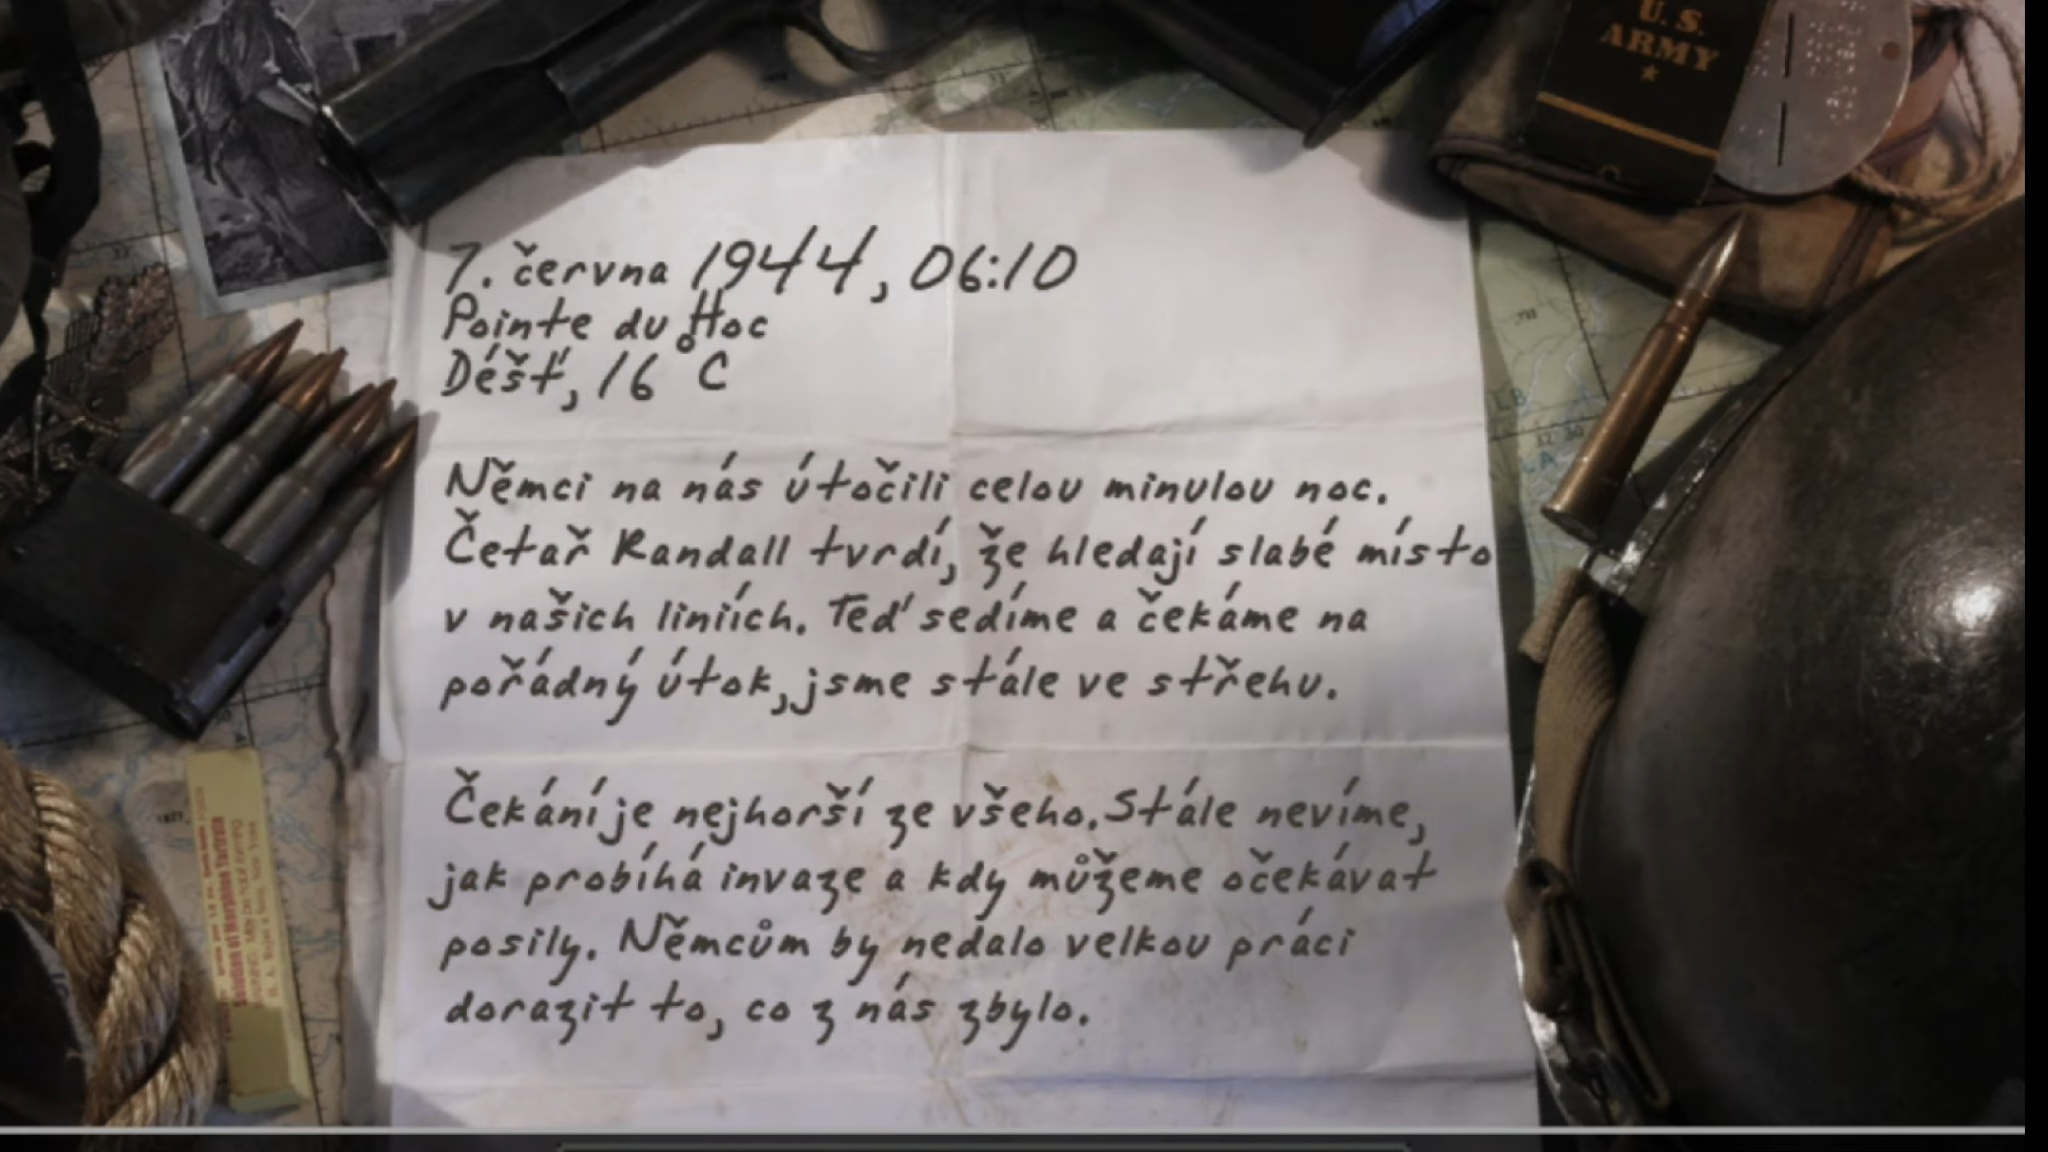 U.S.
ARMY
7. června 1944, 06:10
Pointe du Hoc
Déšť, 16°C
Němci na nás útočili celou minulou noc.
Četař Randall tvrdí, že hledají slabé místo
v našich liniích. Teď sedíme a čekáme na
pořádný útok, jsme stále ve střehu.
Čekání je nejhorší ze všeho. Stále nevíme,
jak probíhá invaze a kdy můžeme očekávat
posily. Němcům by nedalo velkou práci
dorazit to, co z nás zbylo.